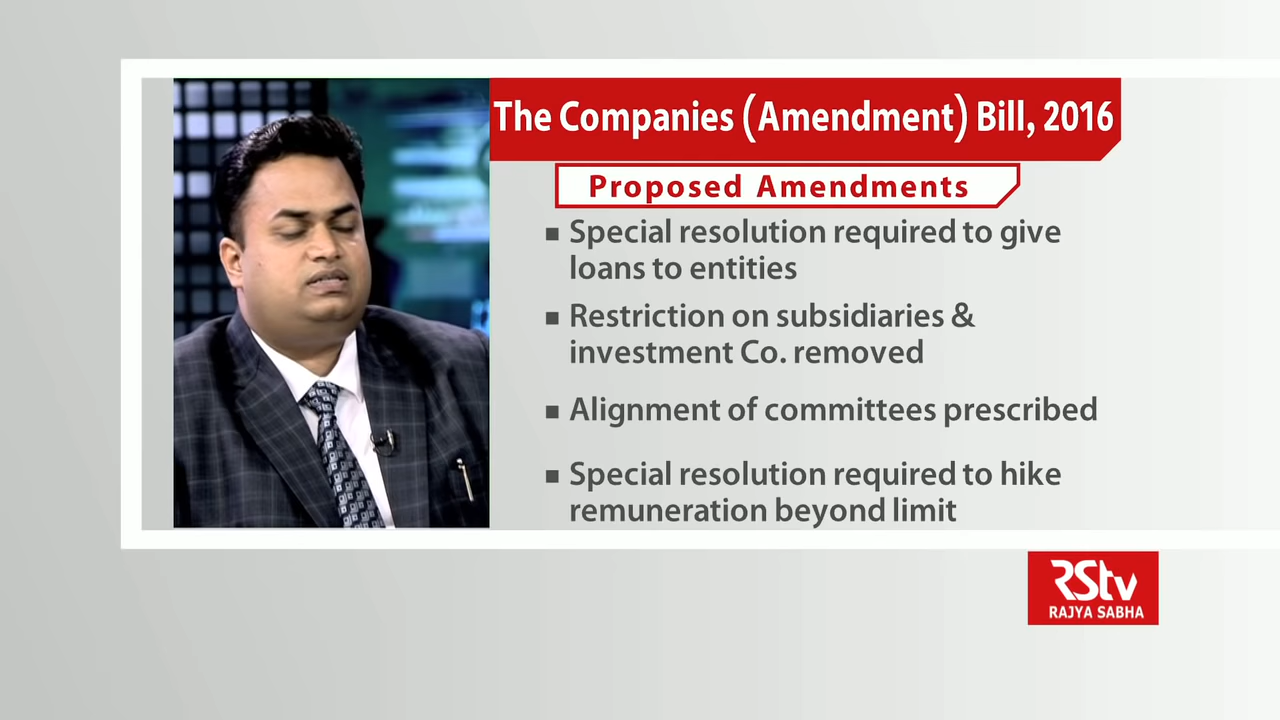 The Companies (Amendment) Bill, 2016
Proposed Amendments
▪ Special resolution required to give
loans to entities
▪ Restriction on subsidiaries &
investment Co. removed
▪ Alignment of committees prescribed
▪ Special resolution required to hike
remuneration beyond limit
RSTV
RAJYA SABHA